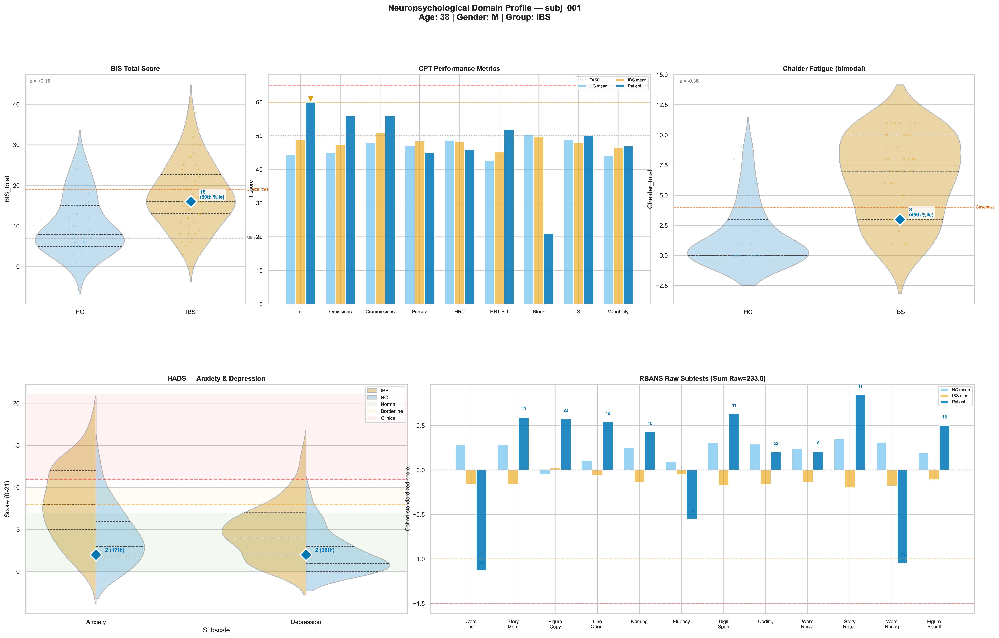 Neuropsychological Domain Profile — subj_001
Age: 38 | Gender: M | Group: IBS
BIS Total Score
z = +0.16
BIS_total
40
30
20
10
0
Clinical thre
Minimal
16
(59th %ile)
HC
IBS
CPT Performance Metrics
T=50
HC mean
IBS mean
Patient
T-score
60
50
40
30
20
10
0
d'
Omissions
Commissions
Persev.
HRT
HRT SD
Block
ISI
Variability
Chalder Fatigue (bimodal)
z = -0.36
Chalder_total
15.0
12.5
10.0
7.5
5.0
2.5
0.0
−2.5
Caseness
3
(45th %ile)
HC
IBS
HADS — Anxiety & Depression
IBS
HC
Normal
Borderline
Clinical
Score (0-21)
20
15
10
5
0
2 (17th)
2 (39th)
Anxiety
Depression
Subscale
RBANS Raw Subtests (Sum Raw=233.0)
HC mean
IBS mean
Patient
Cohort-standardized score
0.5
0.0
−0.5
−1.0
−1.5
26
20
20
19
10
19
11
52
8
11
19
18
Word
List
Story
Mem
Figure
Copy
Line
Orient
Naming
Fluency
Digit
Span
Coding
Word
Recall
Story
Recall
Word
Recog
Figure
Recall